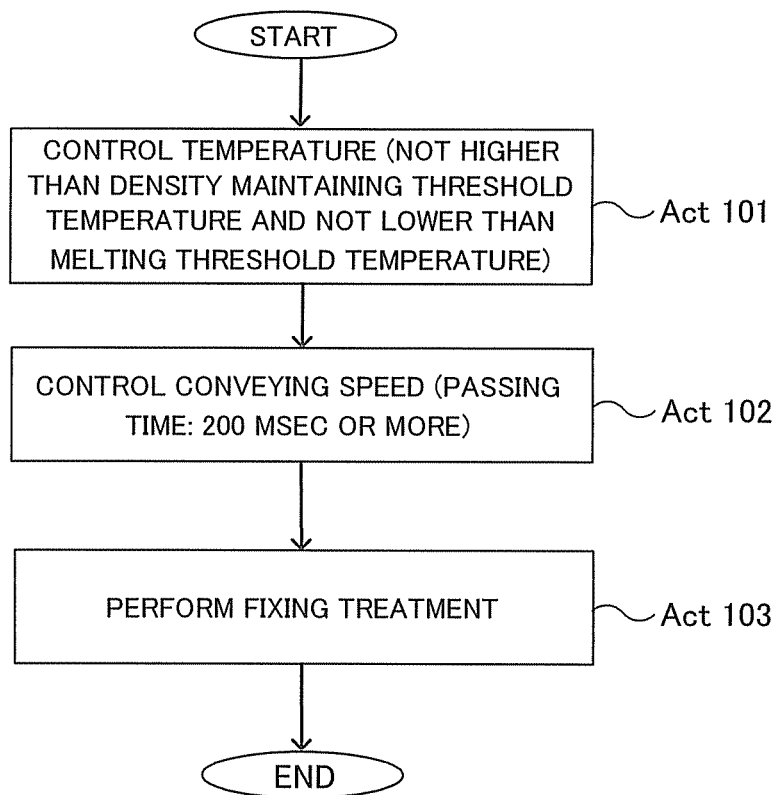 START
CONTROL TEMPERATURE (NOT HIGHER
THAN DENSITY MAINTAINING THRESHOLD
TEMPERATURE AND NOT LOWER THAN
MELTING THRESHOLD TEMPERATURE)
Act 101
CONTROL CONVEYING SPEED (PASSING
TIME: 200 MSEC OR MORE)
Act 102
PERFORM FIXING TREATMENT
Act 103
END